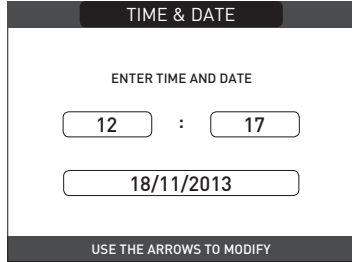 TIME & DATE
ENTER TIME AND DATE
12 : 17
18/11/2013
USE THE ARROWS TO MODIFY